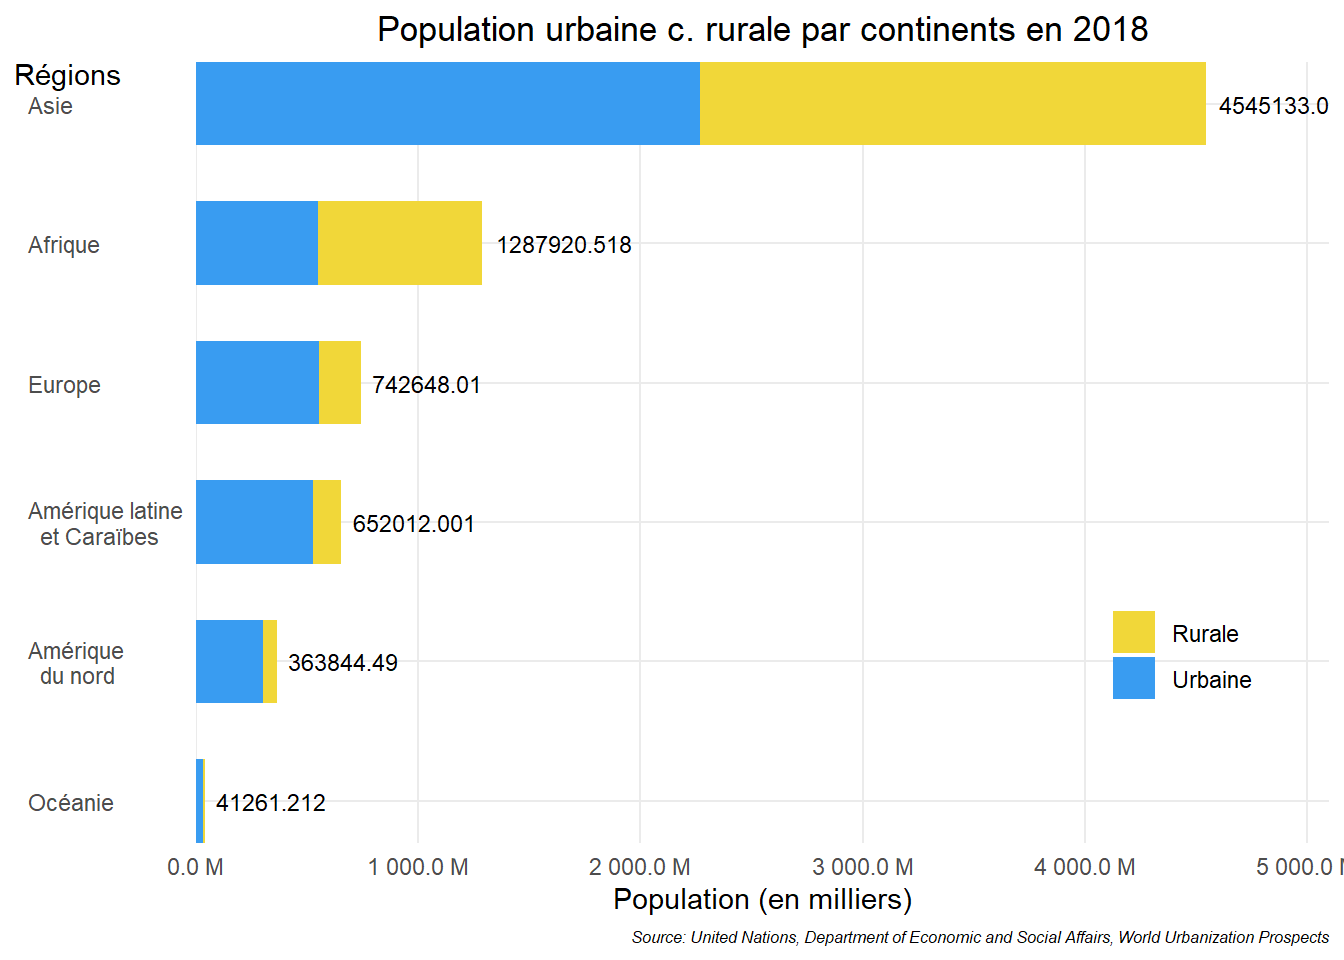 Population urbaine c. rurale par continents en 2018
Régions
Asie
4545133.0
Afrique
1287920.518
Europe
742648.01
Amérique latine
et Caraïbes
652012.001
Amérique
du nord
363844.49
Rurale
Urbaine
Océanie
41261.212
0.0 M 1 000.0 M 2 000.0 M 3 000.0 M 4 000.0 M 5 000.0 M
Population (en milliers)
Source: United Nations, Department of Economic and Social Affairs, World Urbanization Prospects